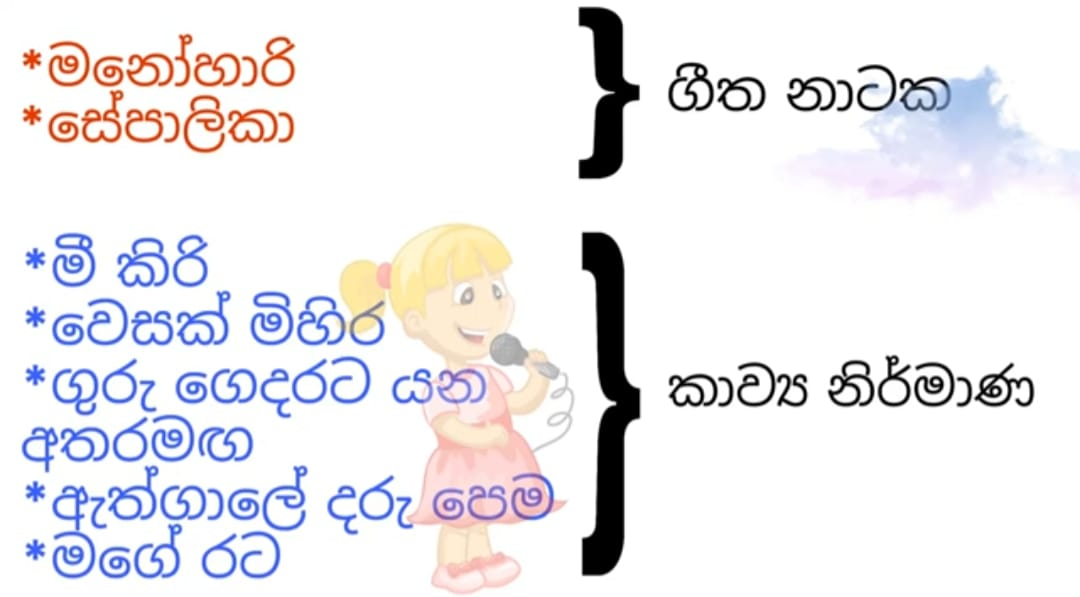 *මනෝහාරි
*සේපාලිකා
ගීත නාටක
*මී කිරි
*වෙසක් මිහිර
*ගුරු ගෙදරට යන
අතරමඟ
*ඇත්ගාලේ දරු පෙම
*මගේ රට
කාව්‍ය නිර්මාණ